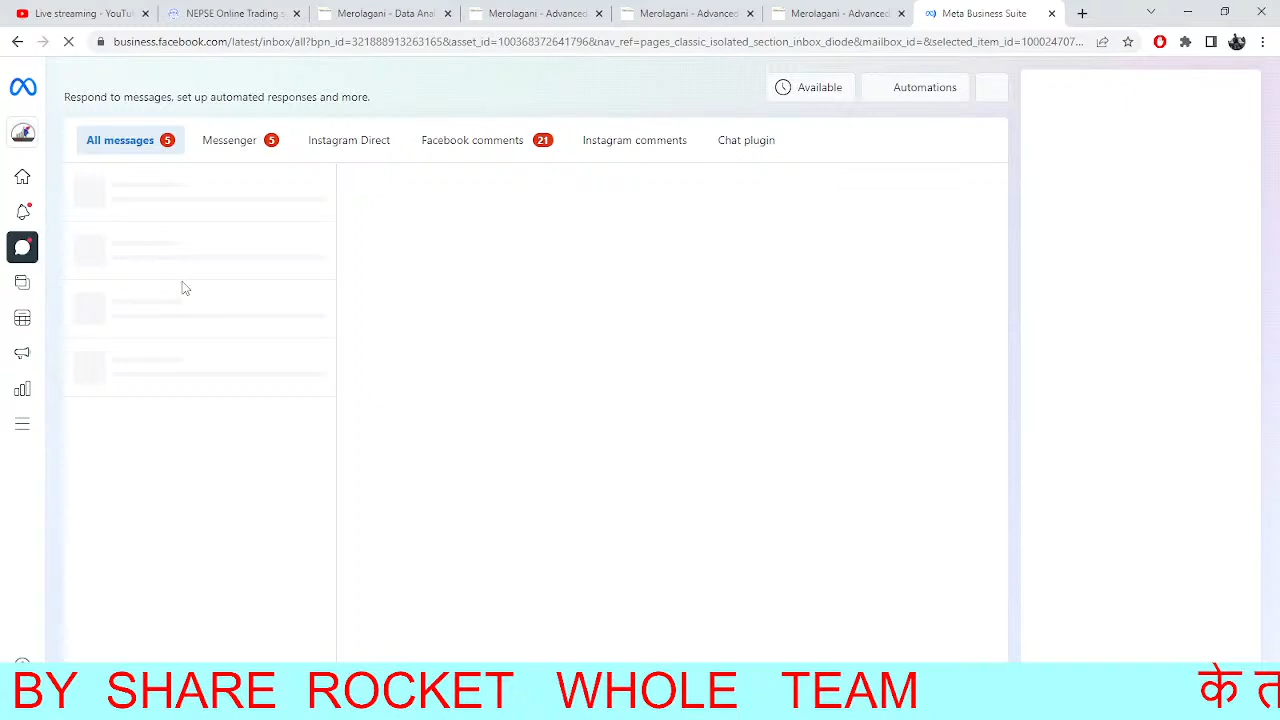 Live streaming - YouTu
NEPSE Online Trading s
Merolagani - Data Anal
Merolagani - Advanced
Merolagani - Advanced
Merolagani - Advanced
Meta Business Suite
business.facebook.com/latest/inbox/all?bpn_id=321888913263165&asset_id=100368372641796&nav_ref=pages_classic_isolated_section_inbox_diode&mailbox_id=&selected_item_id=100024707...
Respond to messages, set up automated responses and more.
Available
Automations
All messages 5
Messenger 5
Instagram Direct
Facebook comments 21
Instagram comments
Chat plugin
BY SHARE ROCKET WHOLE TEAM के त